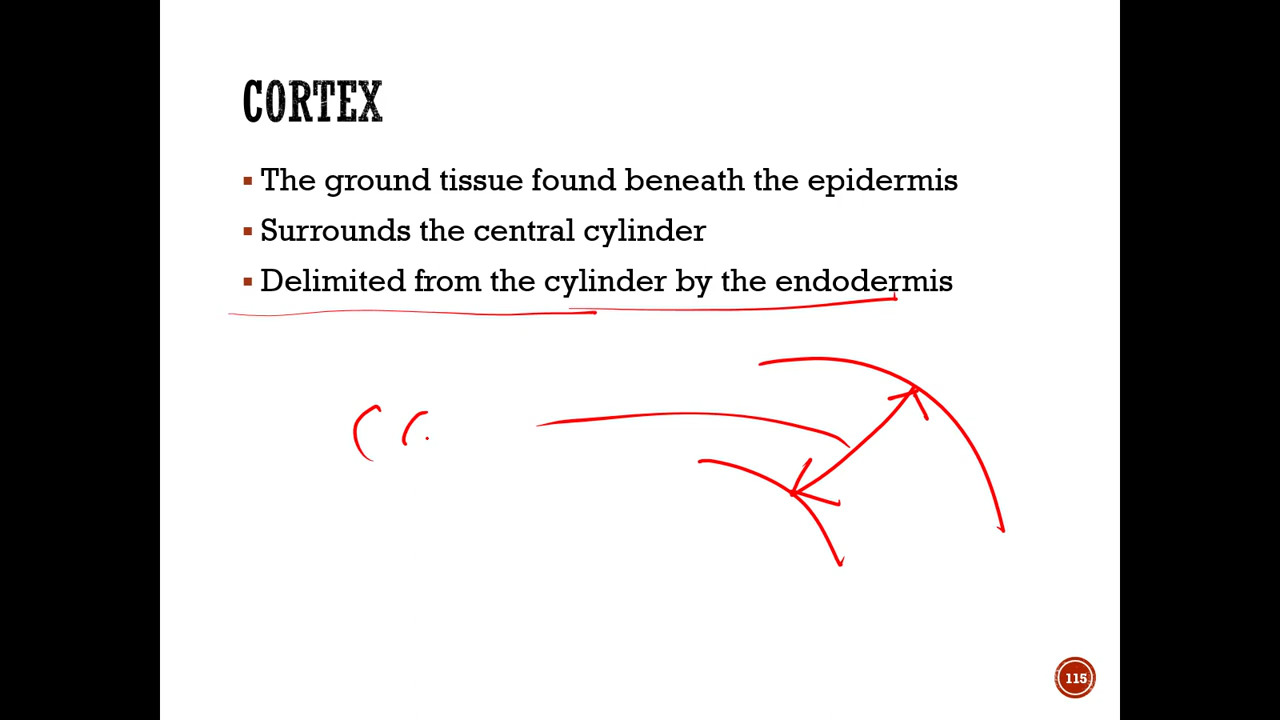 CORTEX
▪ The ground tissue found beneath the epidermis
▪ Surrounds the central cylinder
▪ Delimited from the cylinder by the endodermis
115